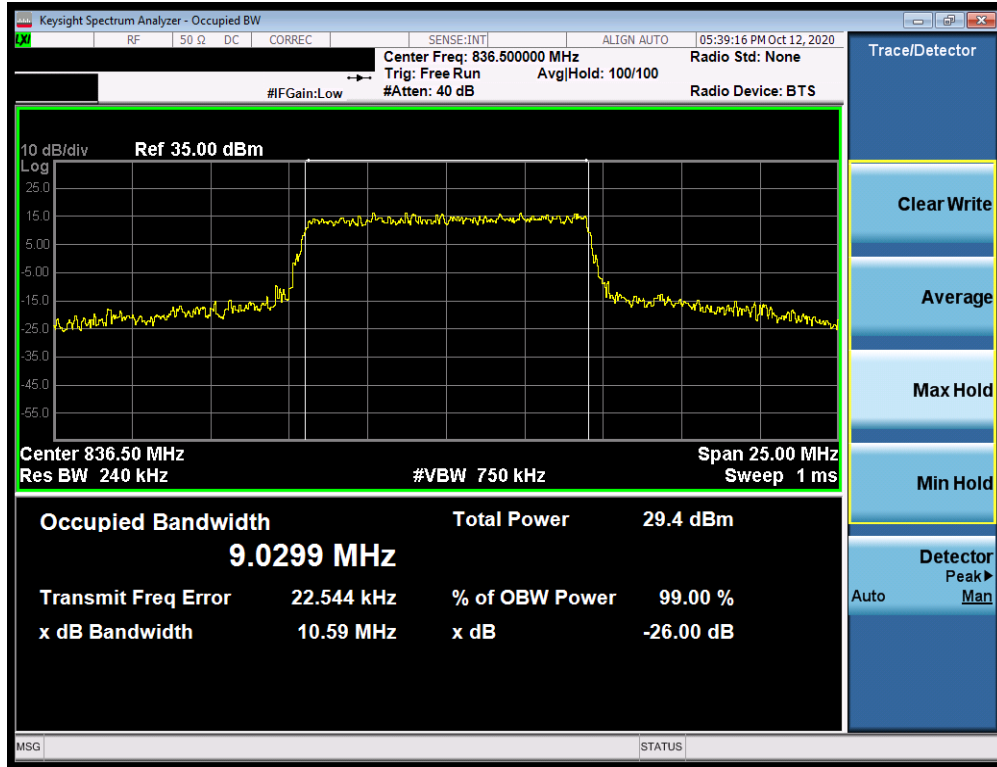 Keysight Spectrum Analyzer - Occupied BW
LXI RF 50 Ω DC CORREC SENSE:INT ALIGN AUTO 05:39:16 PM Oct 12, 2020
Center Freq: 836.500000 MHz Radio Std: None
Trig: Free Run Avg|Hold: 100/100
#IFGain:Low #Atten: 40 dB Radio Device: BTS
10 dB/div Ref 35.00 dBm
Log
25.0
15.0
5.00
-5.00
-15.0
-25.0
-35.0
-45.0
-55.0
Center 836.50 MHz Span 25.00 MHz
Res BW 240 kHz #VBW 750 kHz Sweep 1 ms
Occupied Bandwidth Total Power 29.4 dBm
9.0299 MHz
Transmit Freq Error 22.544 kHz % of OBW Power 99.00 %
x dB Bandwidth 10.59 MHz x dB -26.00 dB
MSG STATUS
Trace/Detector
Clear Write
Average
Max Hold
Min Hold
Detector
Peak▶
Auto Man